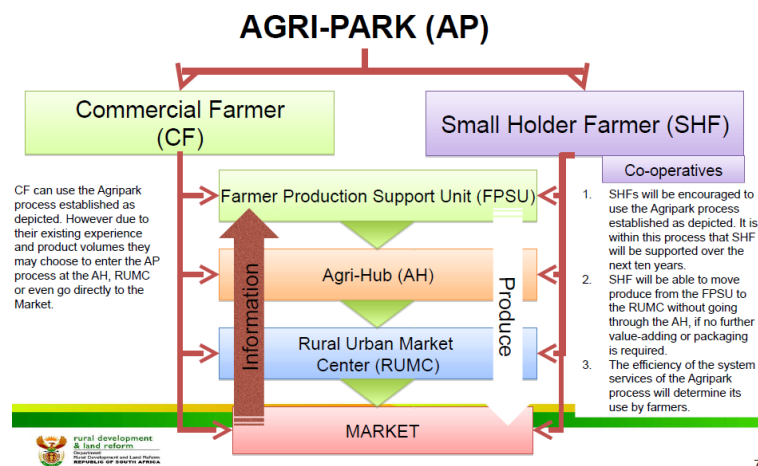 AGRI-PARK (AP)
Commercial Farmer
(CF)
Small Holder Farmer (SHF)
Co-operatives
CF can use the Agripark
process established as
depicted. However due to
their existing experience
and product volumes they
may choose to enter the AP
process at the AH, RUMC
or even go directly to the
Market.
Farmer Production Support Unit (FPSU)
Agri-Hub (AH)
Rural Urban Market
Center (RUMC)
MARKET
Information
Produce
1. SHFs will be encouraged to
use the Agripark process
established as depicted. It is
within this process that SHF
will be supported over the
next ten years.
2. SHF will be able to move
produce from the FPSU to
the RUMC without going
through the AH, if no further
value-adding or packaging
is required.
3. The efficiency of the system
services of the Agripark
process will determine its
use by farmers.
rural development
& land reform
Department:
Rural Development and Land Reform
REPUBLIC OF SOUTH AFRICA
7